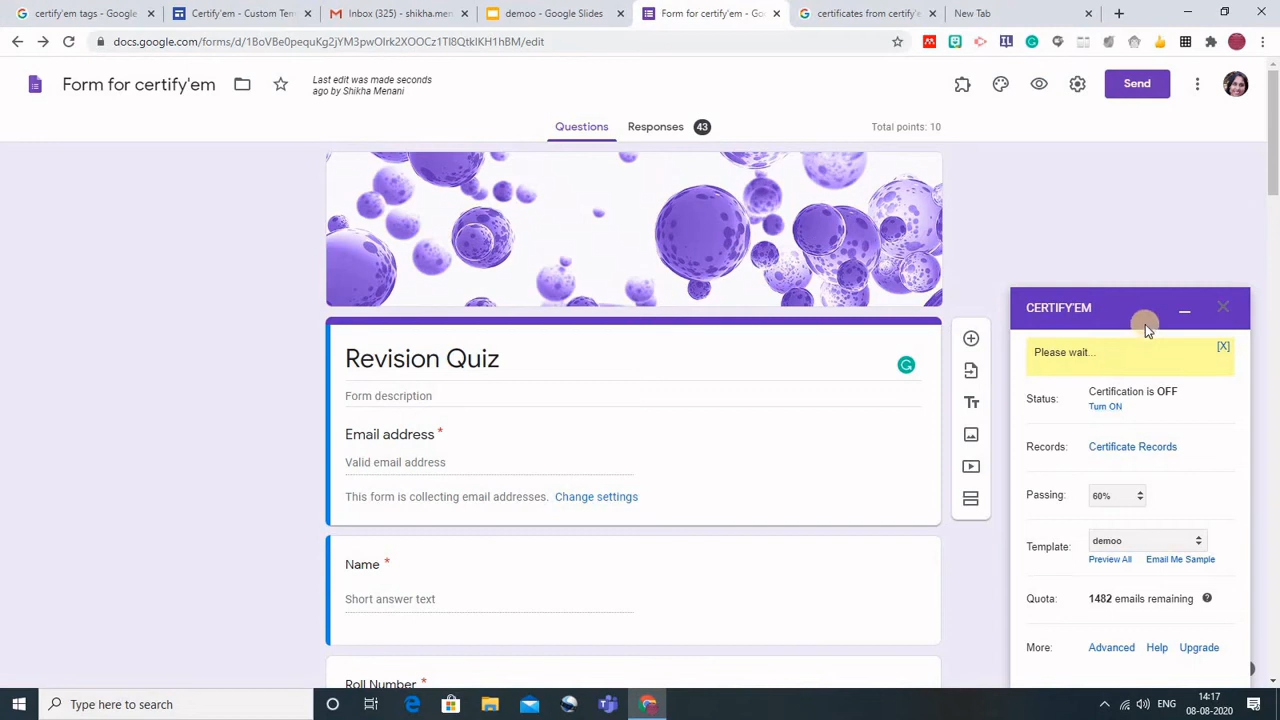 certify'em tags - Google
Certify'em - Custom Tem
Inbox (325) - shikha.men
demoo - Google Slides
Form for certify'em - Go
certificates from certify'e
New Tab
docs.google.com/forms/d/1BoVBe0pequKg2jYM3pwOlrk2XOOCz1Tl8QtkIKH1hBM/edit
Form for certify'em
Last edit was made seconds
ago by Shikha Menani
Send
Questions
Responses 43
Total points: 10
Revision Quiz
Form description
Email address *
Valid email address
This form is collecting email addresses. Change settings
Name *
Short answer text
Roll Number *
CERTIFY'EM
Please wait...
[X]
Status:
Certification is OFF
Turn ON
Records:
Certificate Records
Passing:
60%
Template:
demoo
Preview All
Email Me Sample
Quota:
1482 emails remaining
More:
Advanced
Help
Upgrade
Type here to search
ENG
14:17
08-08-2020